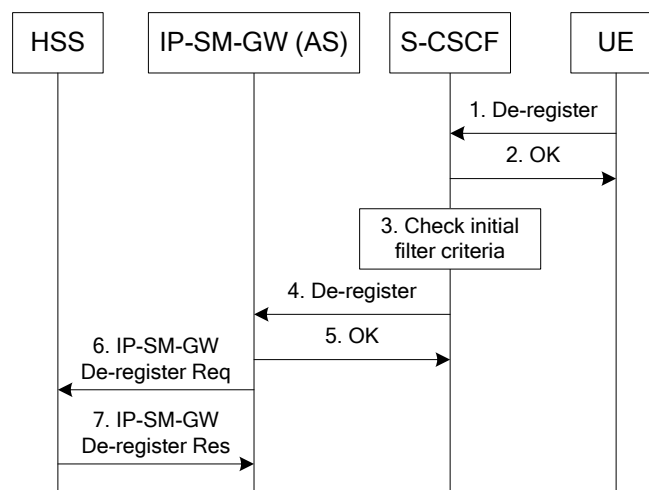 HSS
IP-SM-GW (AS)
S-CSCF
UE
1. De-register
2. OK
3. Check initial
filter criteria
4. De-register
5. OK
6. IP-SM-GW
De-register Req
7. IP-SM-GW
De-register Res